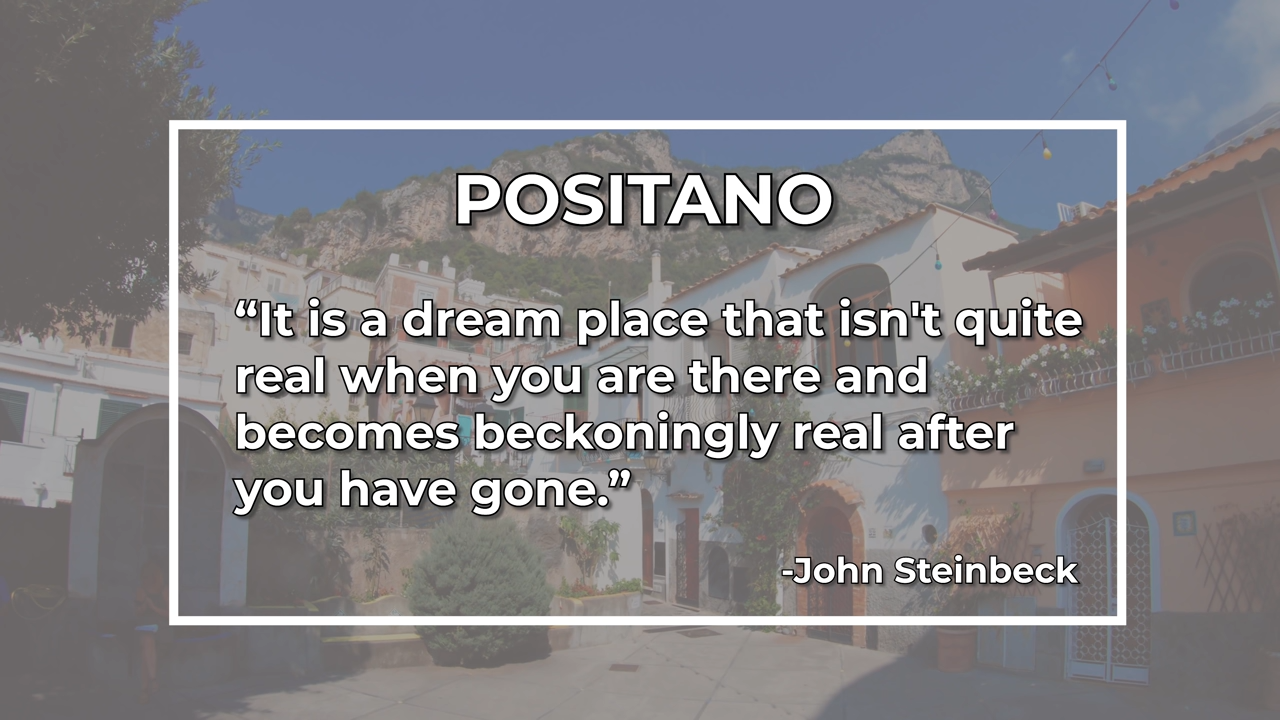 POSITANO
“It is a dream place that isn't quite
real when you are there and
becomes beckoningly real after
you have gone.”
-John Steinbeck